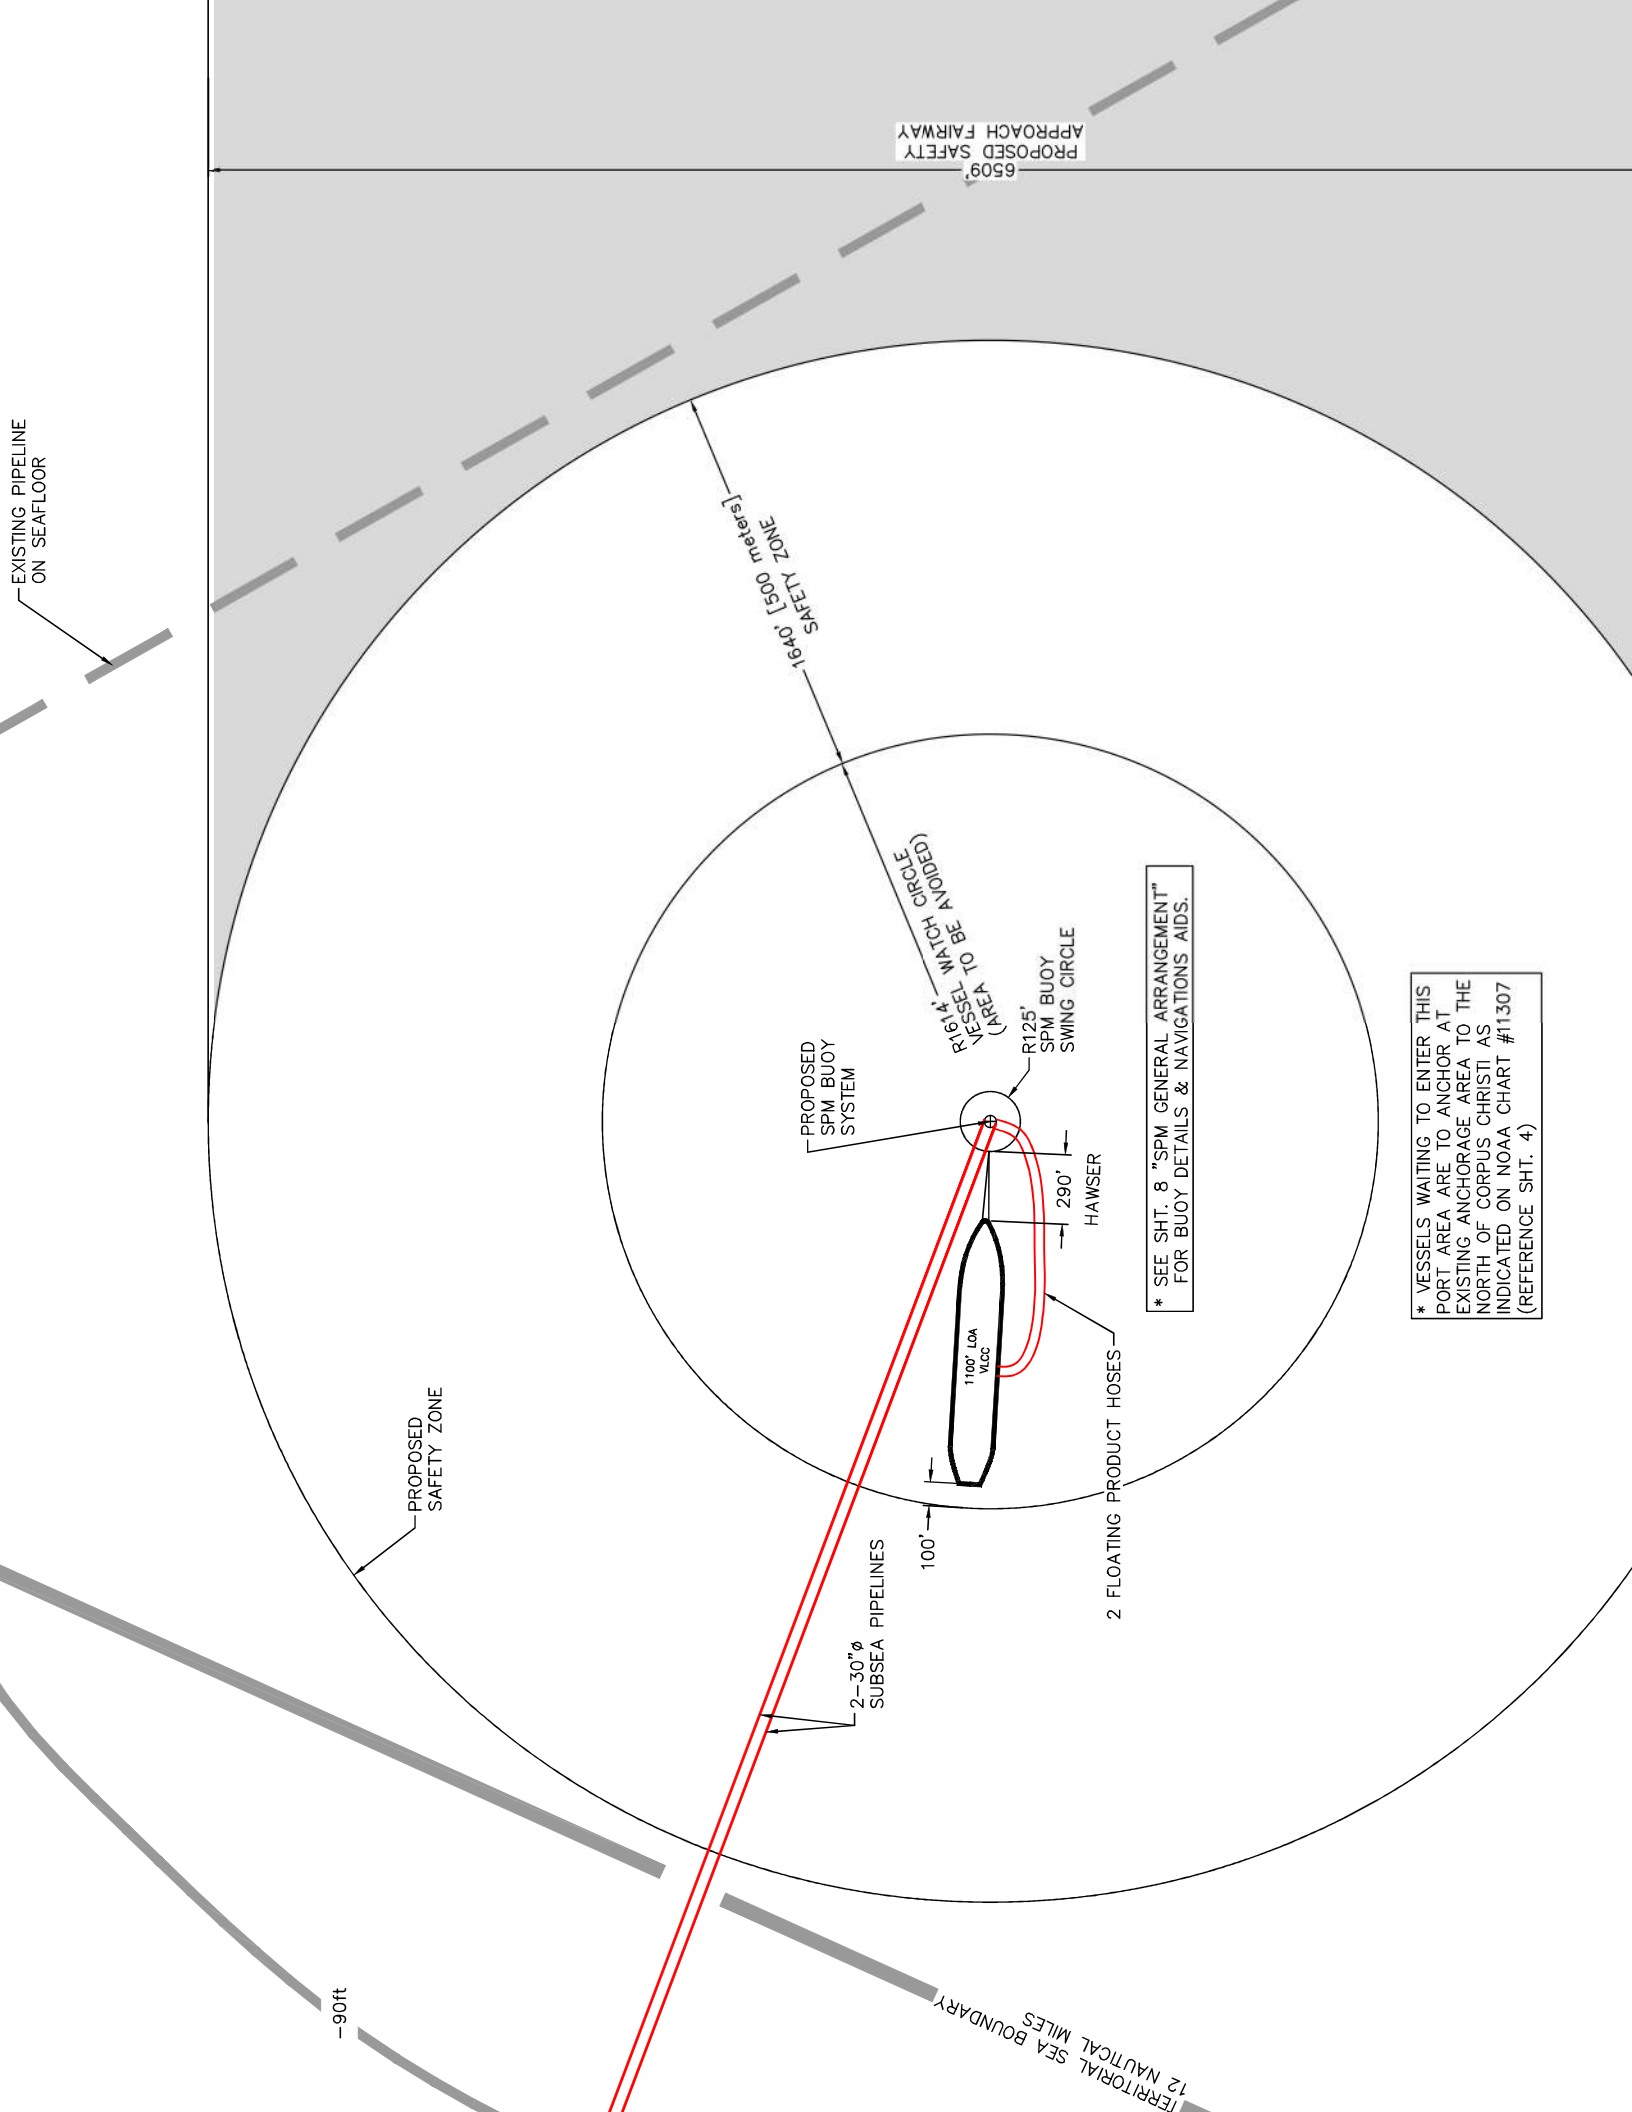 EXISTING PIPELINE
ON SEAFLOOR
6509'
PROPOSED SAFETY
APPROACH FAIRWAY
1640' [500 meters]
SAFETY ZONE
R1614'
VESSEL WATCH CIRCLE
(AREA TO BE AVOIDED)
PROPOSED
SPM BUOY
SYSTEM
R125'
SPM BUOY
SWING CIRCLE
290'
HAWSER
1100' LOA
VLCC
100'
2 FLOATING PRODUCT HOSES
PROPOSED
SAFETY ZONE
2-30"ø
SUBSEA PIPELINES
* SEE SHT. 8 "SPM GENERAL ARRANGEMENT"
FOR BUOY DETAILS & NAVIGATIONS AIDS.
* VESSELS WAITING TO ENTER THIS
PORT AREA ARE TO ANCHOR AT
EXISTING ANCHORAGE AREA TO THE
NORTH OF CORPUS CHRISTI AS
INDICATED ON NOAA CHART #11307
(REFERENCE SHT. 4)
-90ft
TERRITORIAL SEA BOUNDARY
12 NAUTICAL MILES